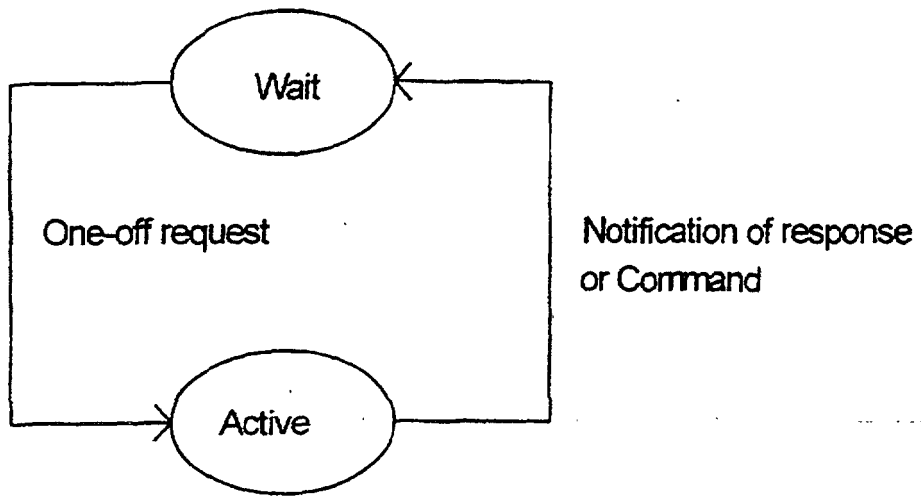 Wait
One-off request
Notification of response
or Command
Active